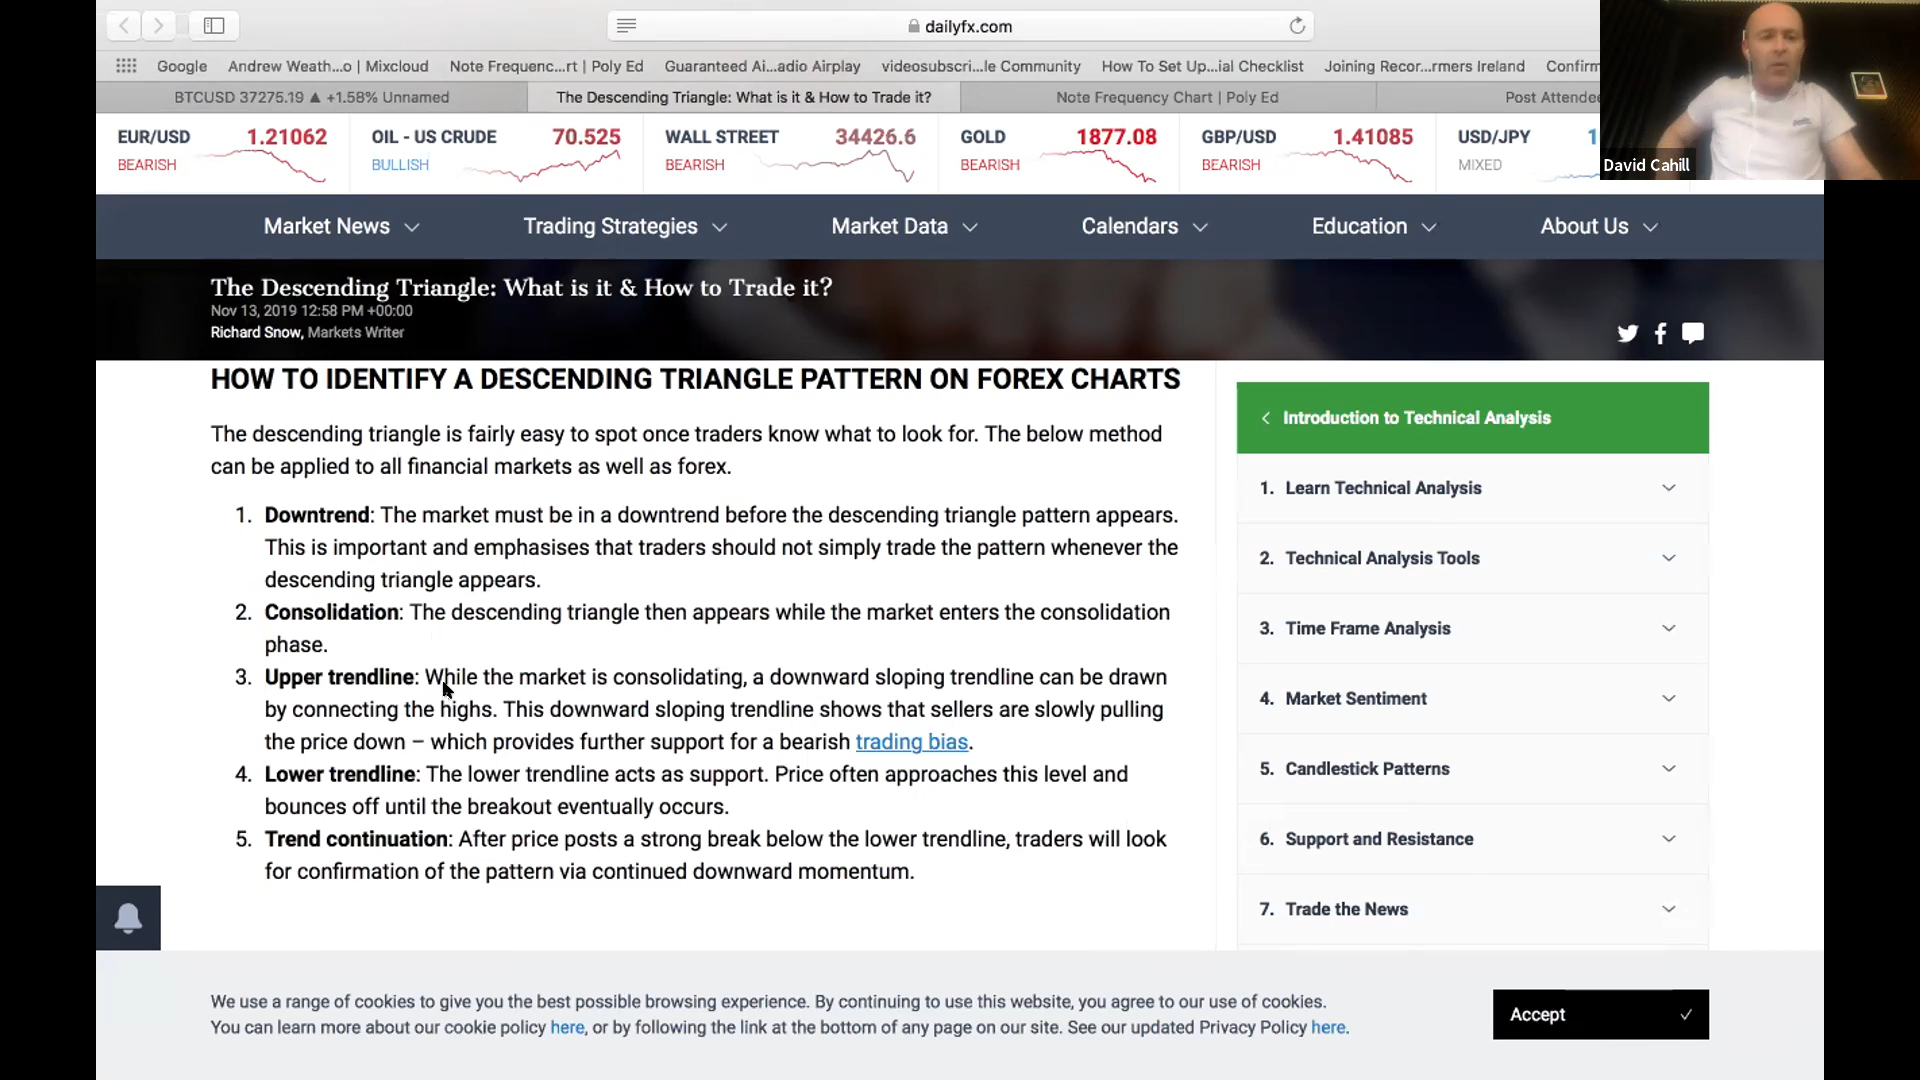 dailyfx.com
Google
Andrew Weath...o | Mixcloud
Note Frequenc...rt | Poly Ed
Guaranteed Ai...adio Airplay
videosubscri...le Community
How To Set Up...ial Checklist
Joining Recor...rmers Ireland
Confirm
BTCUSD 37275.19 ▲ +1.58% Unnamed
The Descending Triangle: What is it & How to Trade it?
Note Frequency Chart | Poly Ed
Post Attendee
EUR/USD 1.21062
BEARISH
OIL - US CRUDE 70.525
BULLISH
WALL STREET 34426.6
BEARISH
GOLD 1877.08
BEARISH
GBP/USD 1.41085
BEARISH
USD/JPY 1
MIXED
David Cahill
Market News
Trading Strategies
Market Data
Calendars
Education
About Us
The Descending Triangle: What is it & How to Trade it?
Nov 13, 2019 12:58 PM +00:00
Richard Snow, Markets Writer
HOW TO IDENTIFY A DESCENDING TRIANGLE PATTERN ON FOREX CHARTS
The descending triangle is fairly easy to spot once traders know what to look for. The below method
can be applied to all financial markets as well as forex.
1. Downtrend: The market must be in a downtrend before the descending triangle pattern appears.
This is important and emphasises that traders should not simply trade the pattern whenever the
descending triangle appears.
2. Consolidation: The descending triangle then appears while the market enters the consolidation
phase.
3. Upper trendline: While the market is consolidating, a downward sloping trendline can be drawn
by connecting the highs. This downward sloping trendline shows that sellers are slowly pulling
the price down – which provides further support for a bearish trading bias.
4. Lower trendline: The lower trendline acts as support. Price often approaches this level and
bounces off until the breakout eventually occurs.
5. Trend continuation: After price posts a strong break below the lower trendline, traders will look
for confirmation of the pattern via continued downward momentum.
Introduction to Technical Analysis
1. Learn Technical Analysis
2. Technical Analysis Tools
3. Time Frame Analysis
4. Market Sentiment
5. Candlestick Patterns
6. Support and Resistance
7. Trade the News
We use a range of cookies to give you the best possible browsing experience. By continuing to use this website, you agree to our use of cookies.
You can learn more about our cookie policy here, or by following the link at the bottom of any page on our site. See our updated Privacy Policy here.
Accept